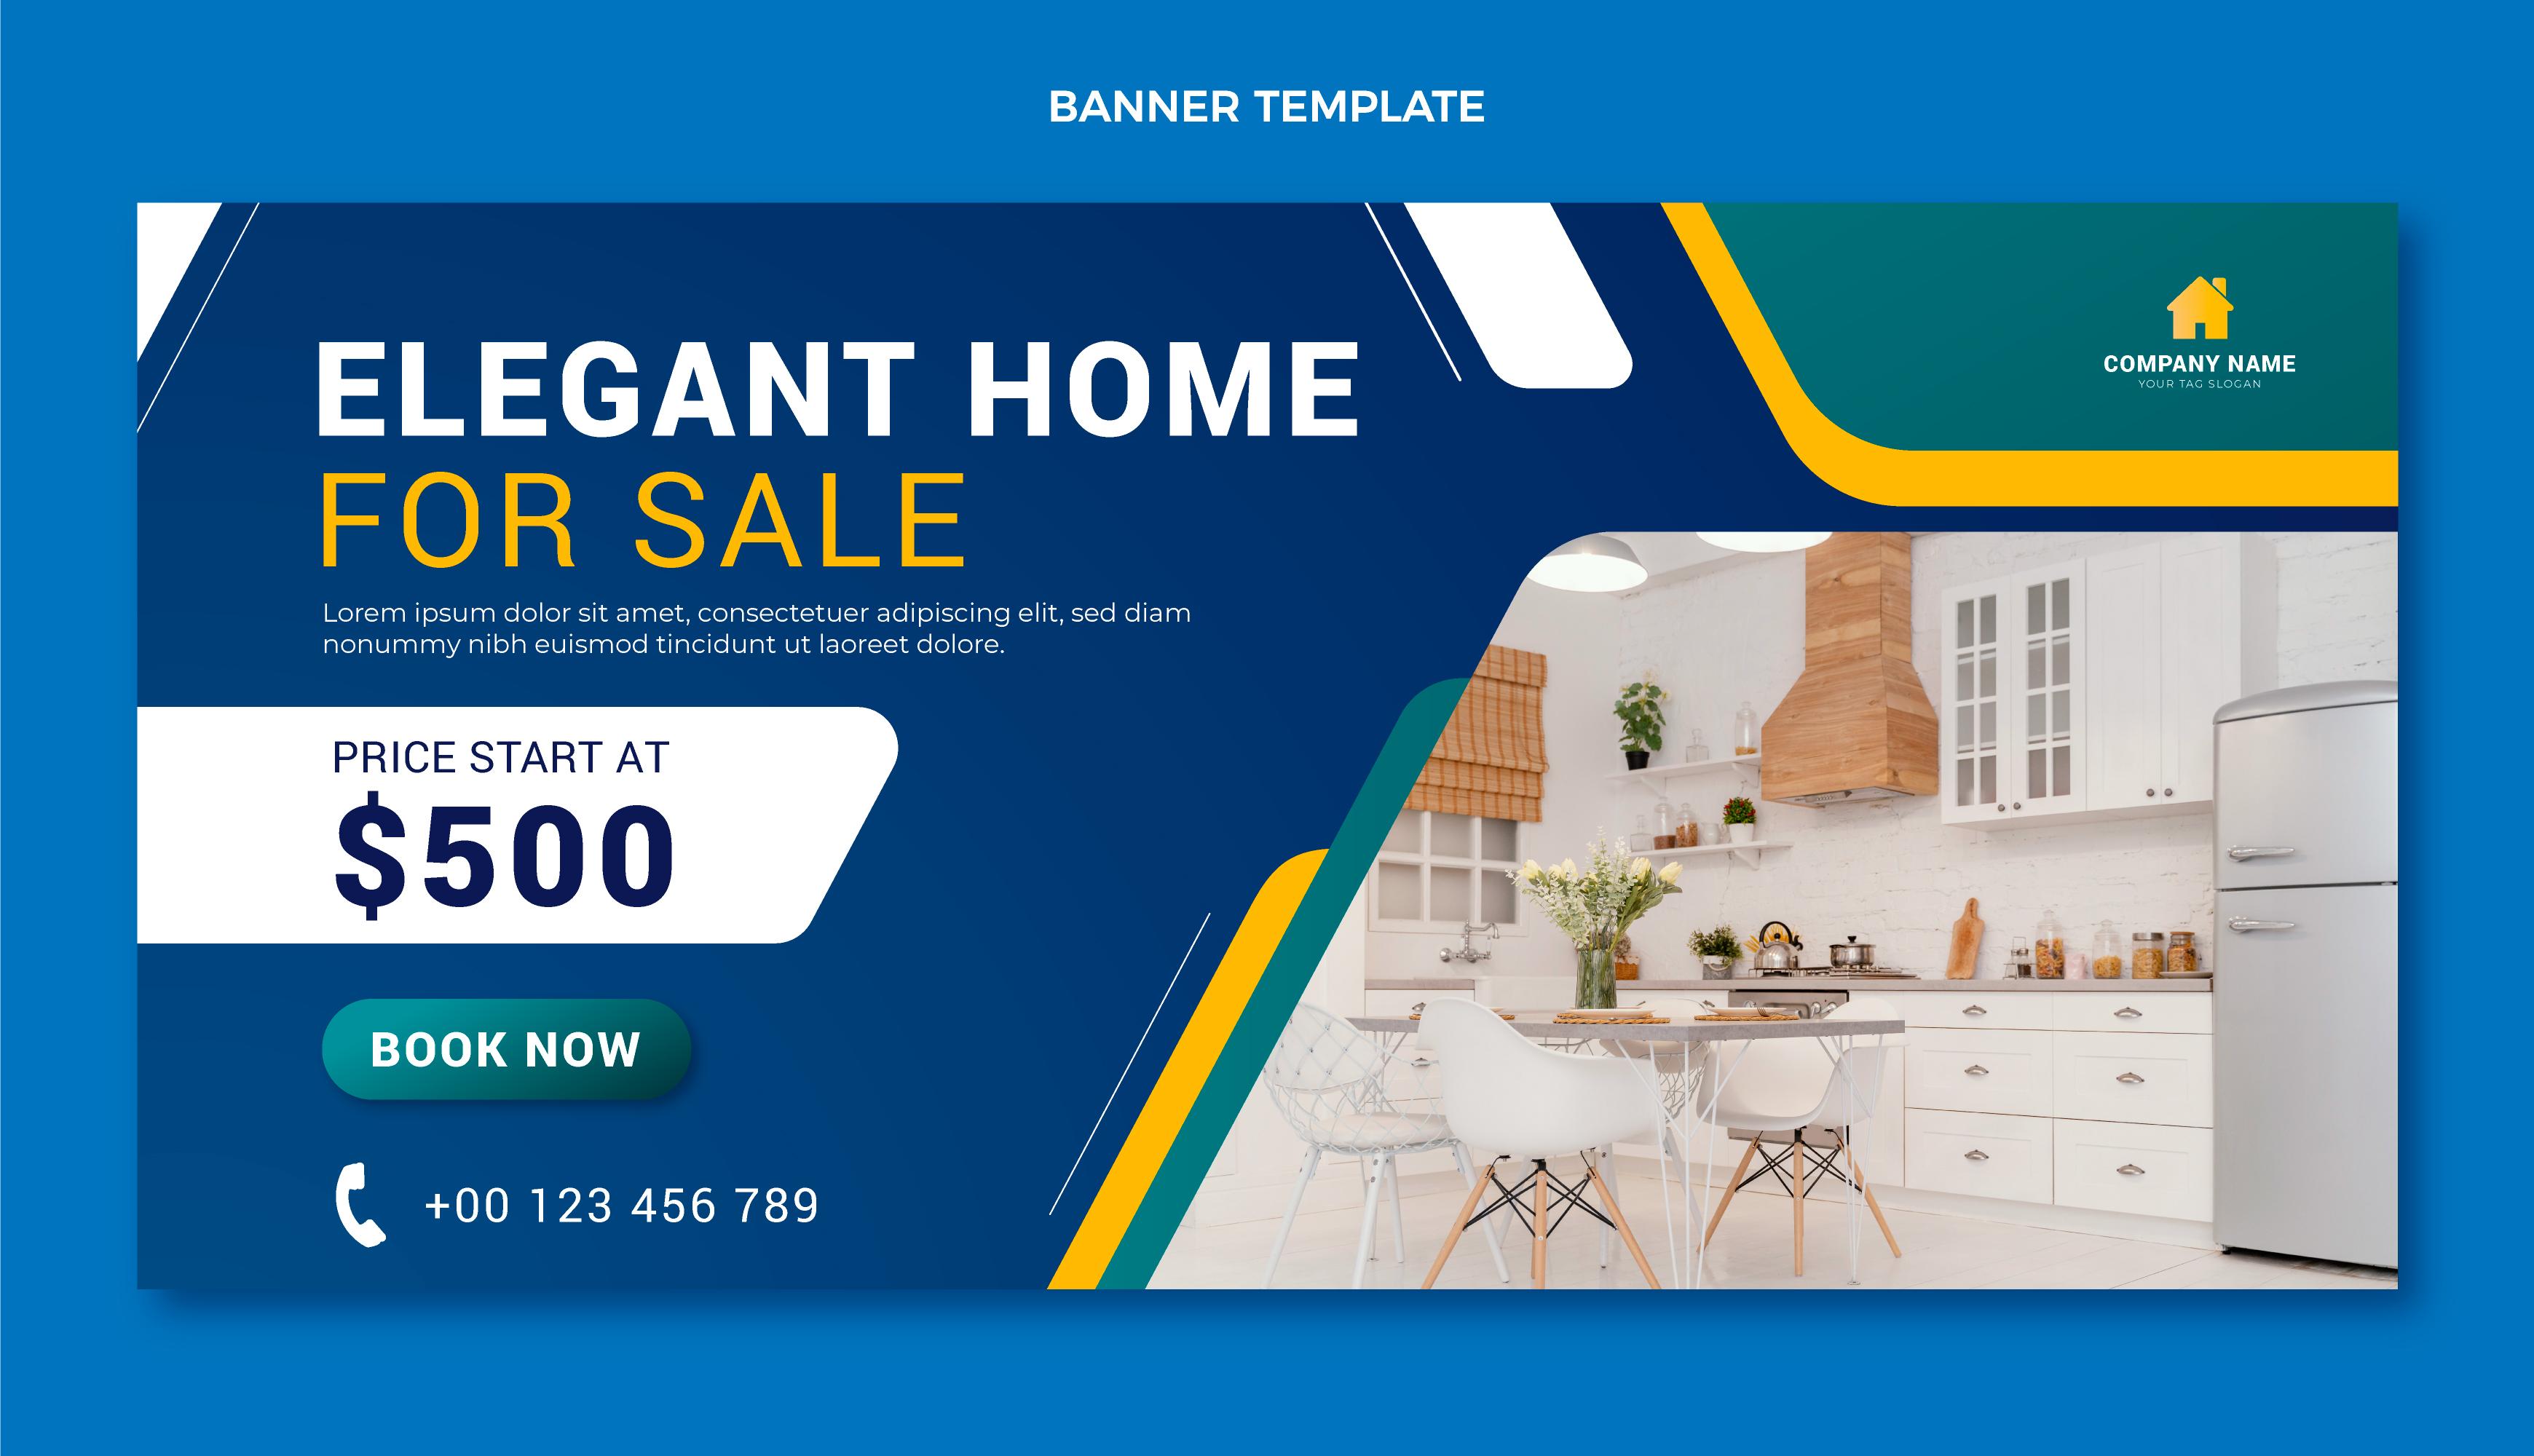 BANNER TEMPLATE
ELEGANT HOME
FOR SALE
Lorem ipsum dolor sit amet, consectetuer adipiscing elit, sed diam
nonummy nibh euismod tincidunt ut laoreet dolore.
PRICE START AT
$500
BOOK NOW
+00 123 456 789
COMPANY NAME
YOUR TAG SLOGAN